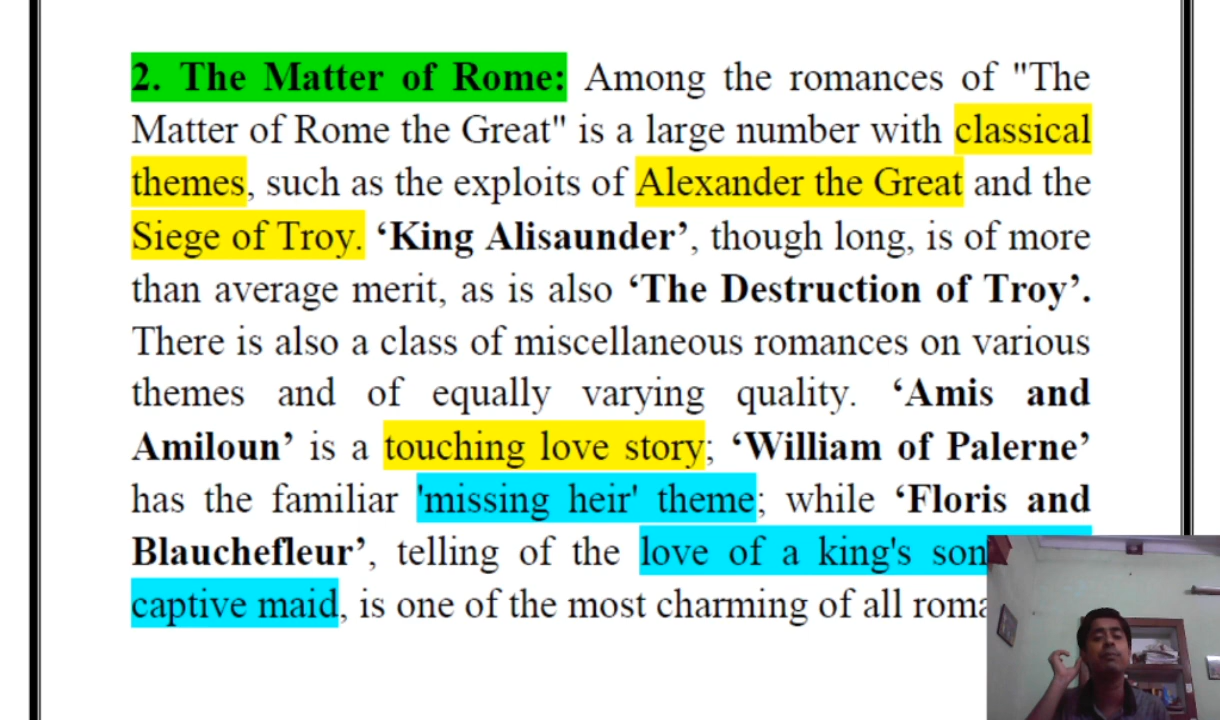 2. The Matter of Rome: Among the romances of "The
Matter of Rome the Great" is a large number with classical
themes, such as the exploits of Alexander the Great and the
Siege of Troy. ‘King Alisaunder’, though long, is of more
than average merit, as is also ‘The Destruction of Troy’.
There is also a class of miscellaneous romances on various
themes and of equally varying quality. ‘Amis and
Amiloun’ is a touching love story; ‘William of Palerne’
has the familiar 'missing heir' theme; while ‘Floris and
Blauchefleur’, telling of the love of a king's son
captive maid, is one of the most charming of all